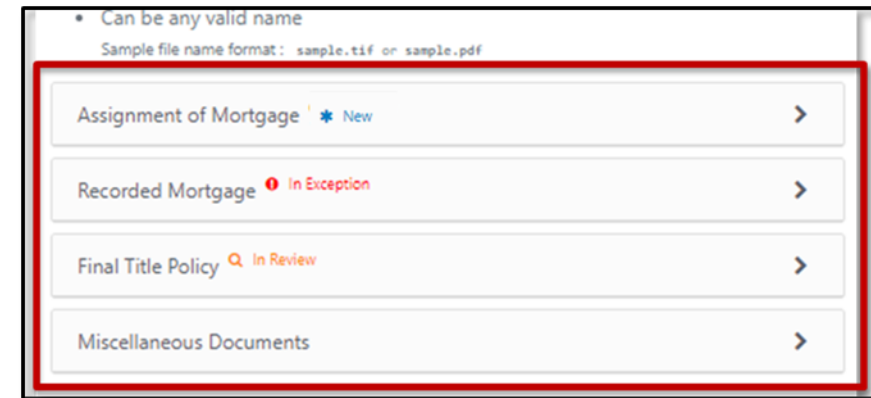 Can be any valid name
Sample file name format: sample.tif or sample.pdf
Assignment of Mortgage New
Recorded Mortgage In Exception
Final Title Policy In Review
Miscellaneous Documents